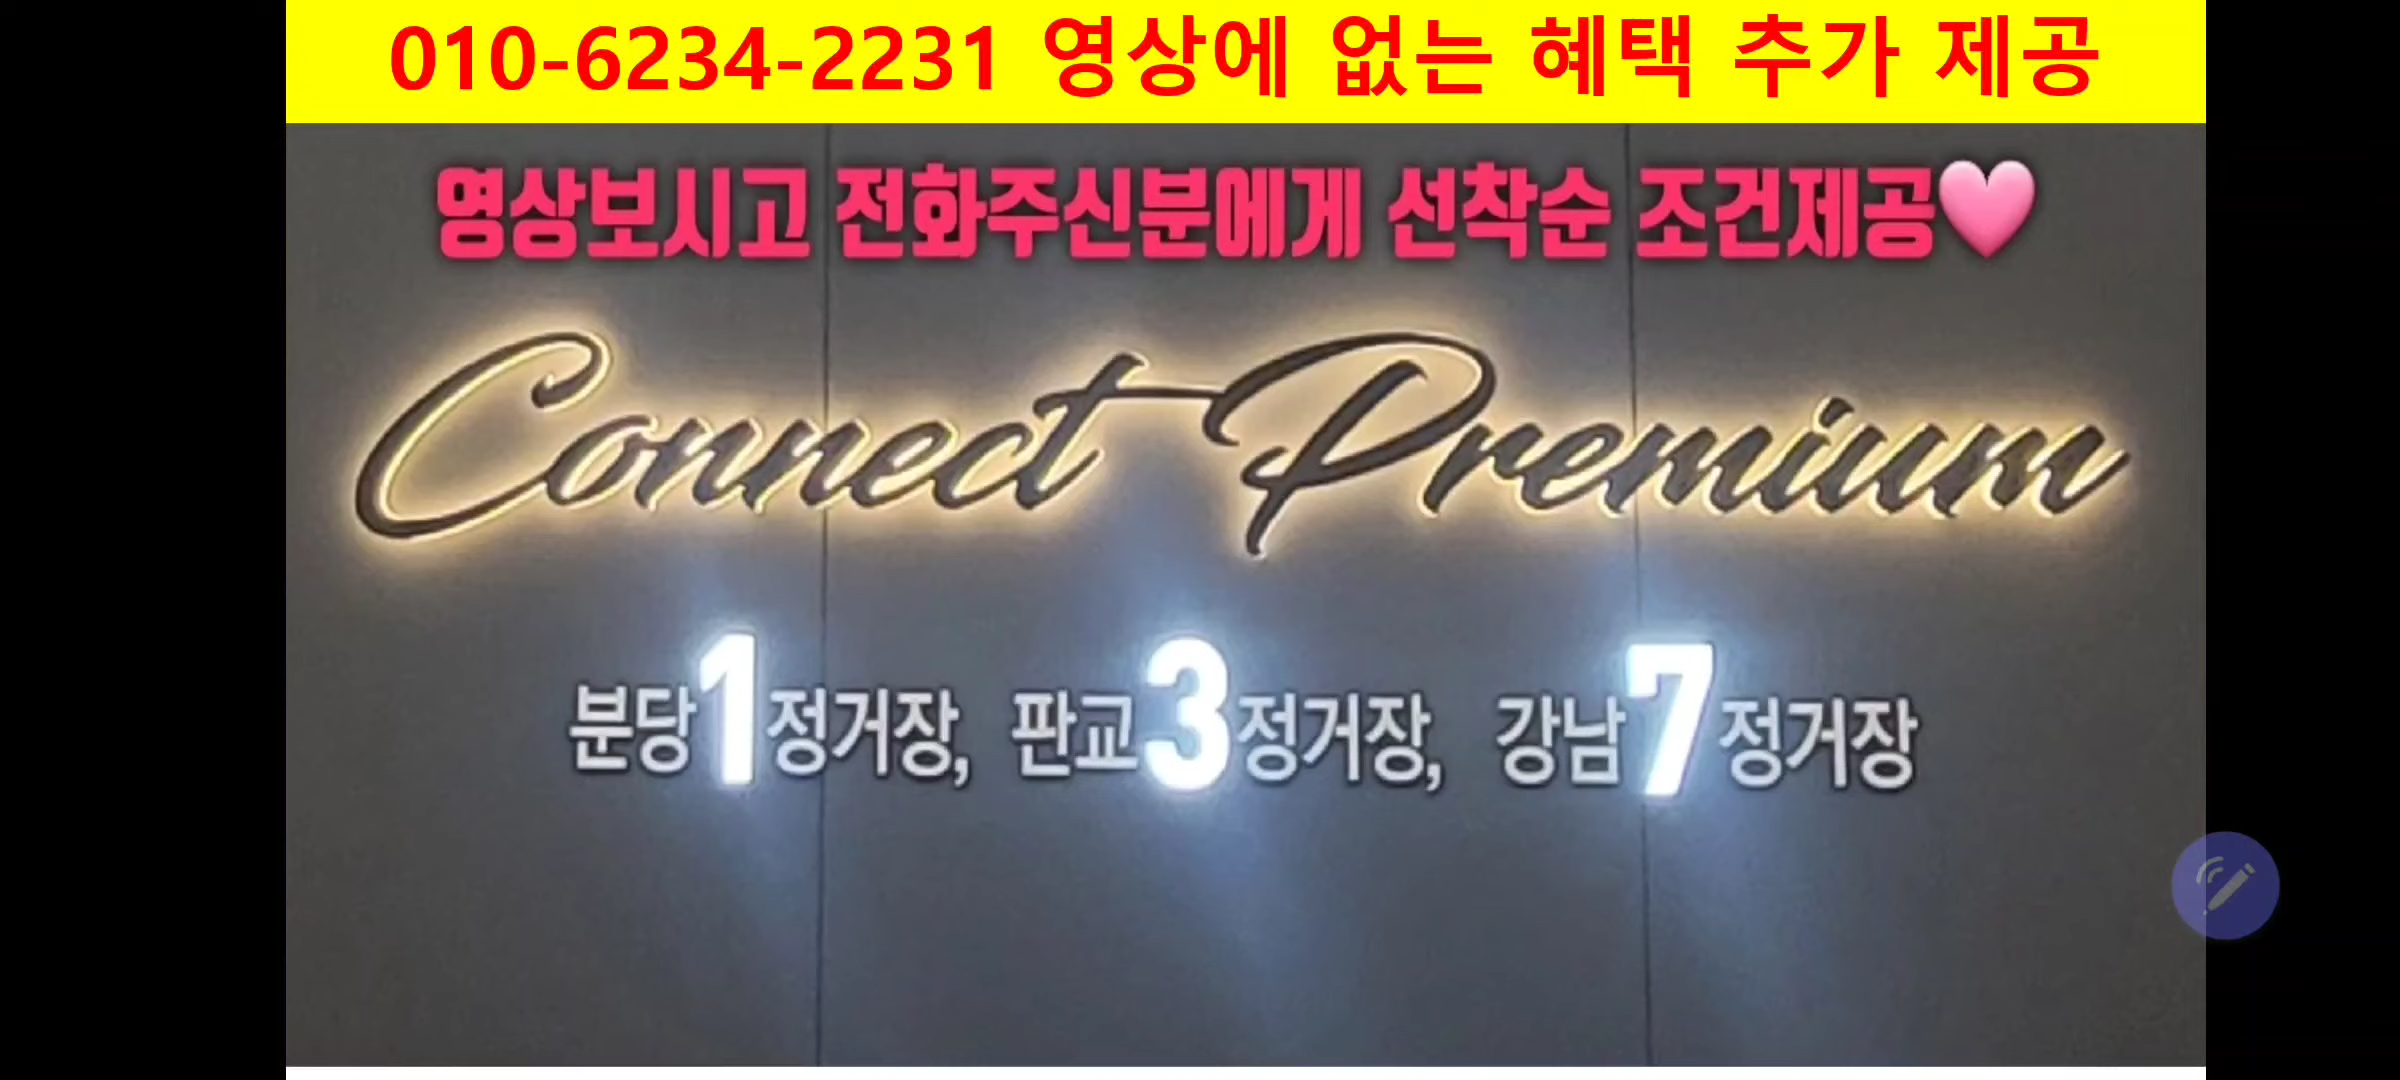 010-6234-2231 영상에 없는 혜택 추가 제공
영상보시고 전화주신분에게 선착순 조건제공🩷
Connect Premium
분당1정거장, 판교3정거장, 강남7정거장